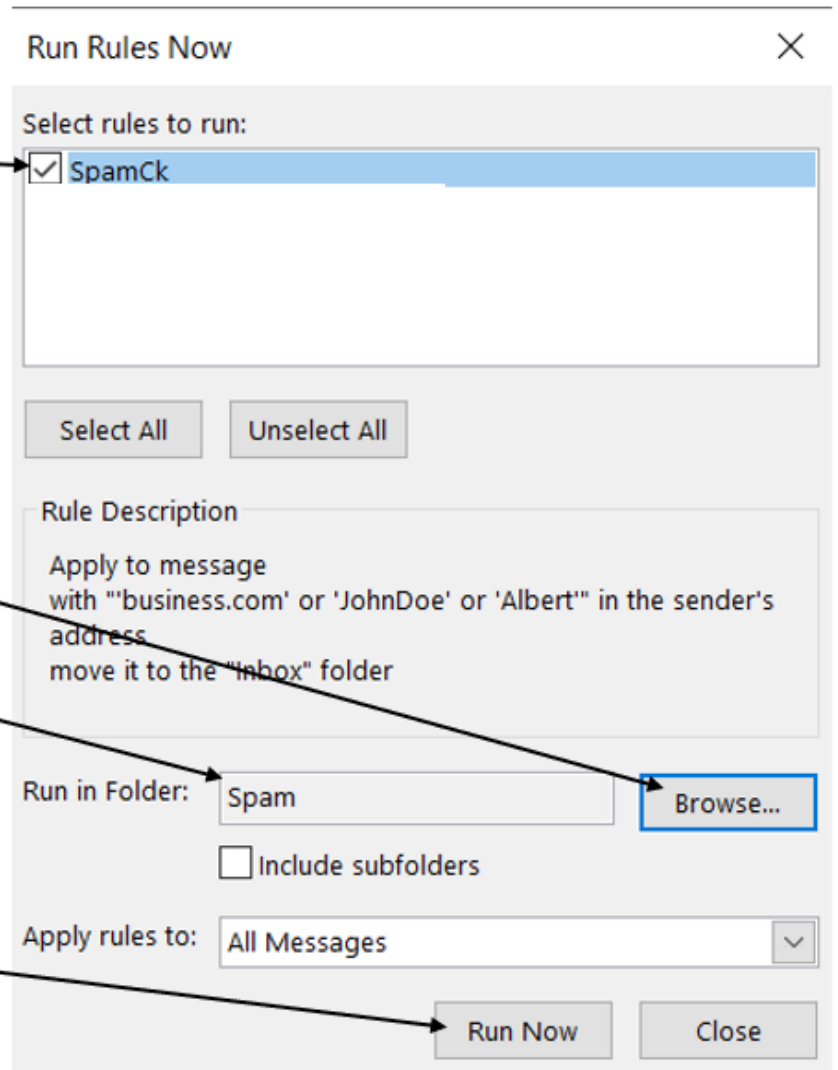 Run Rules Now
Select rules to run:
SpamCk
Select All Unselect All
Rule Description
Apply to message
with "'business.com' or 'JohnDoe' or 'Albert'" in the sender's
address
move it to the "Inbox" folder
Run in Folder: Spam Browse...
Include subfolders
Apply rules to: All Messages
Run Now Close